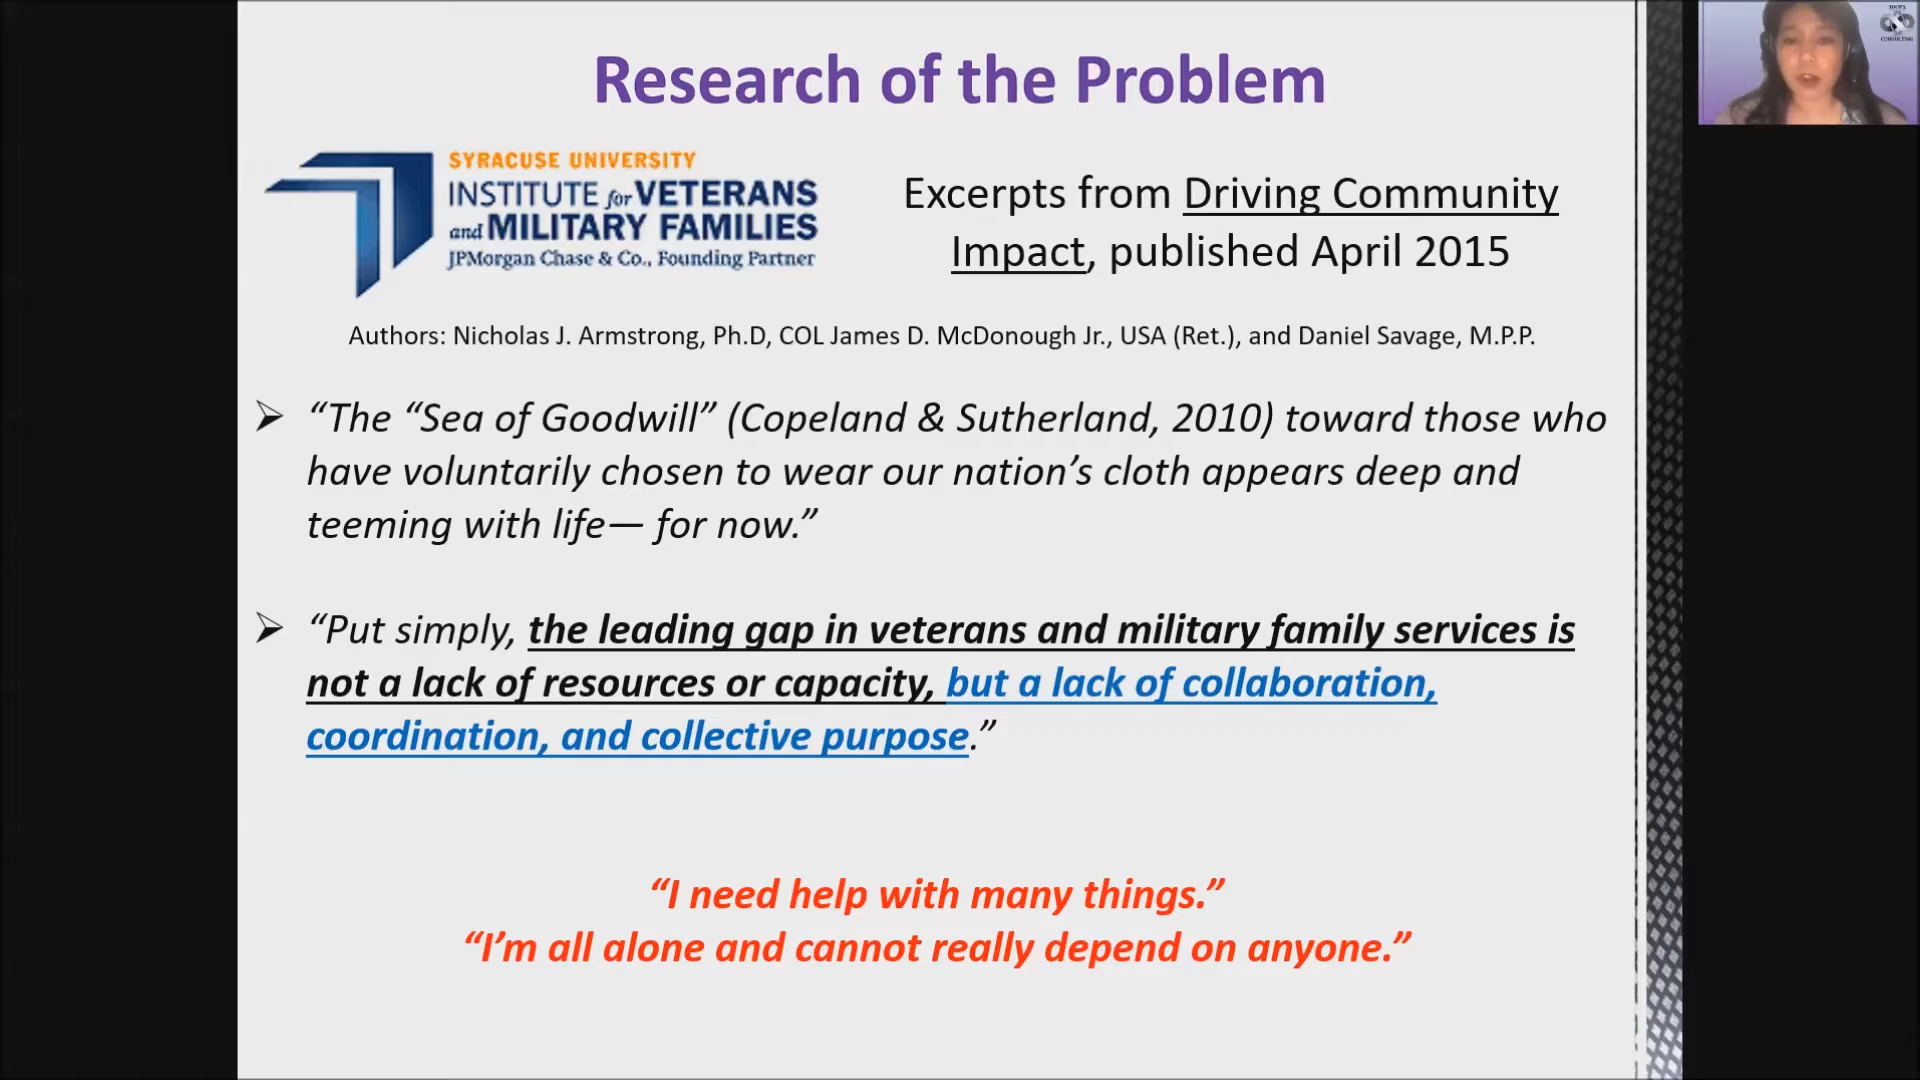 Research of the Problem
SYRACUSE UNIVERSITY
INSTITUTE for VETERANS
and MILITARY FAMILIES
JPMorgan Chase & Co., Founding Partner
Excerpts from Driving Community
Impact, published April 2015
Authors: Nicholas J. Armstrong, Ph.D, COL James D. McDonough Jr., USA (Ret.), and Daniel Savage, M.P.P.
➢ “The “Sea of Goodwill” (Copeland & Sutherland, 2010) toward those who
have voluntarily chosen to wear our nation’s cloth appears deep and
teeming with life— for now.”
➢ “Put simply, the leading gap in veterans and military family services is
not a lack of resources or capacity, but a lack of collaboration,
coordination, and collective purpose.”
“I need help with many things.”
“I’m all alone and cannot really depend on anyone.”
CONSULTING